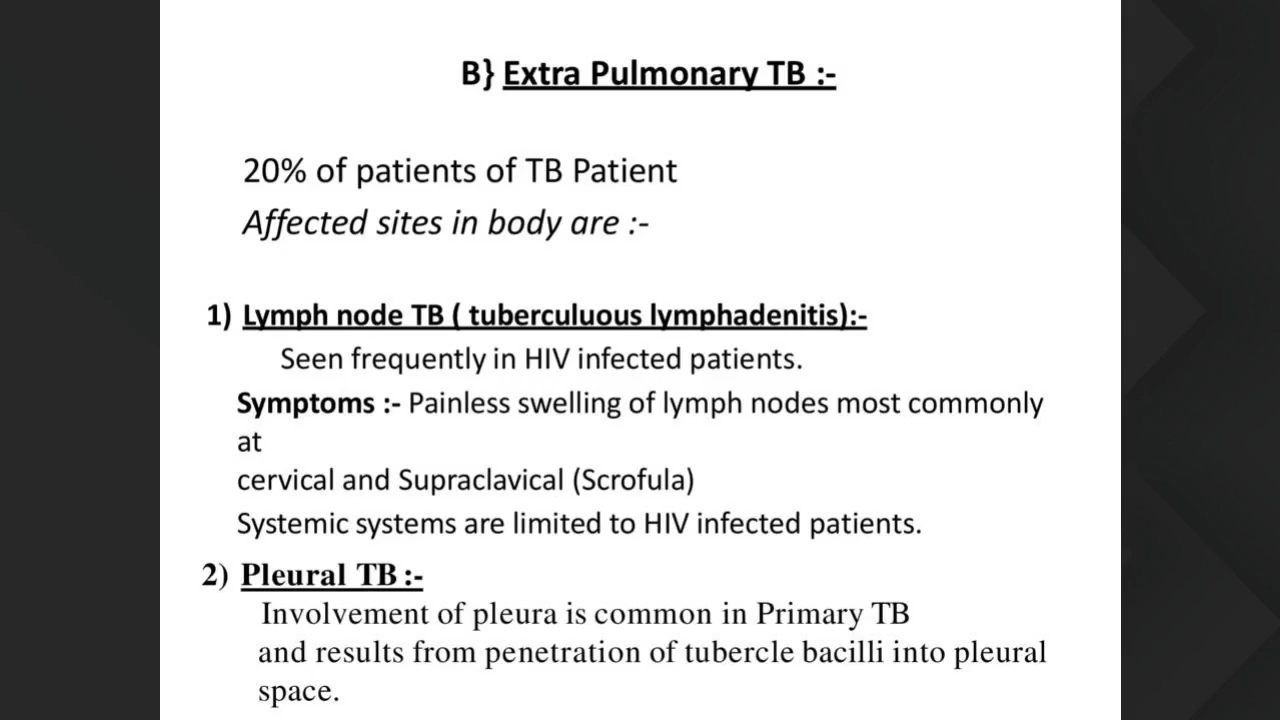 B} Extra Pulmonary TB :-
20% of patients of TB Patient
Affected sites in body are :-
1) Lymph node TB ( tuberculuous lymphadenitis):-
Seen frequently in HIV infected patients.
Symptoms :- Painless swelling of lymph nodes most commonly
at
cervical and Supraclavical (Scrofula)
Systemic systems are limited to HIV infected patients.
2) Pleural TB :-
Involvement of pleura is common in Primary TB
and results from penetration of tubercle bacilli into pleural
space.